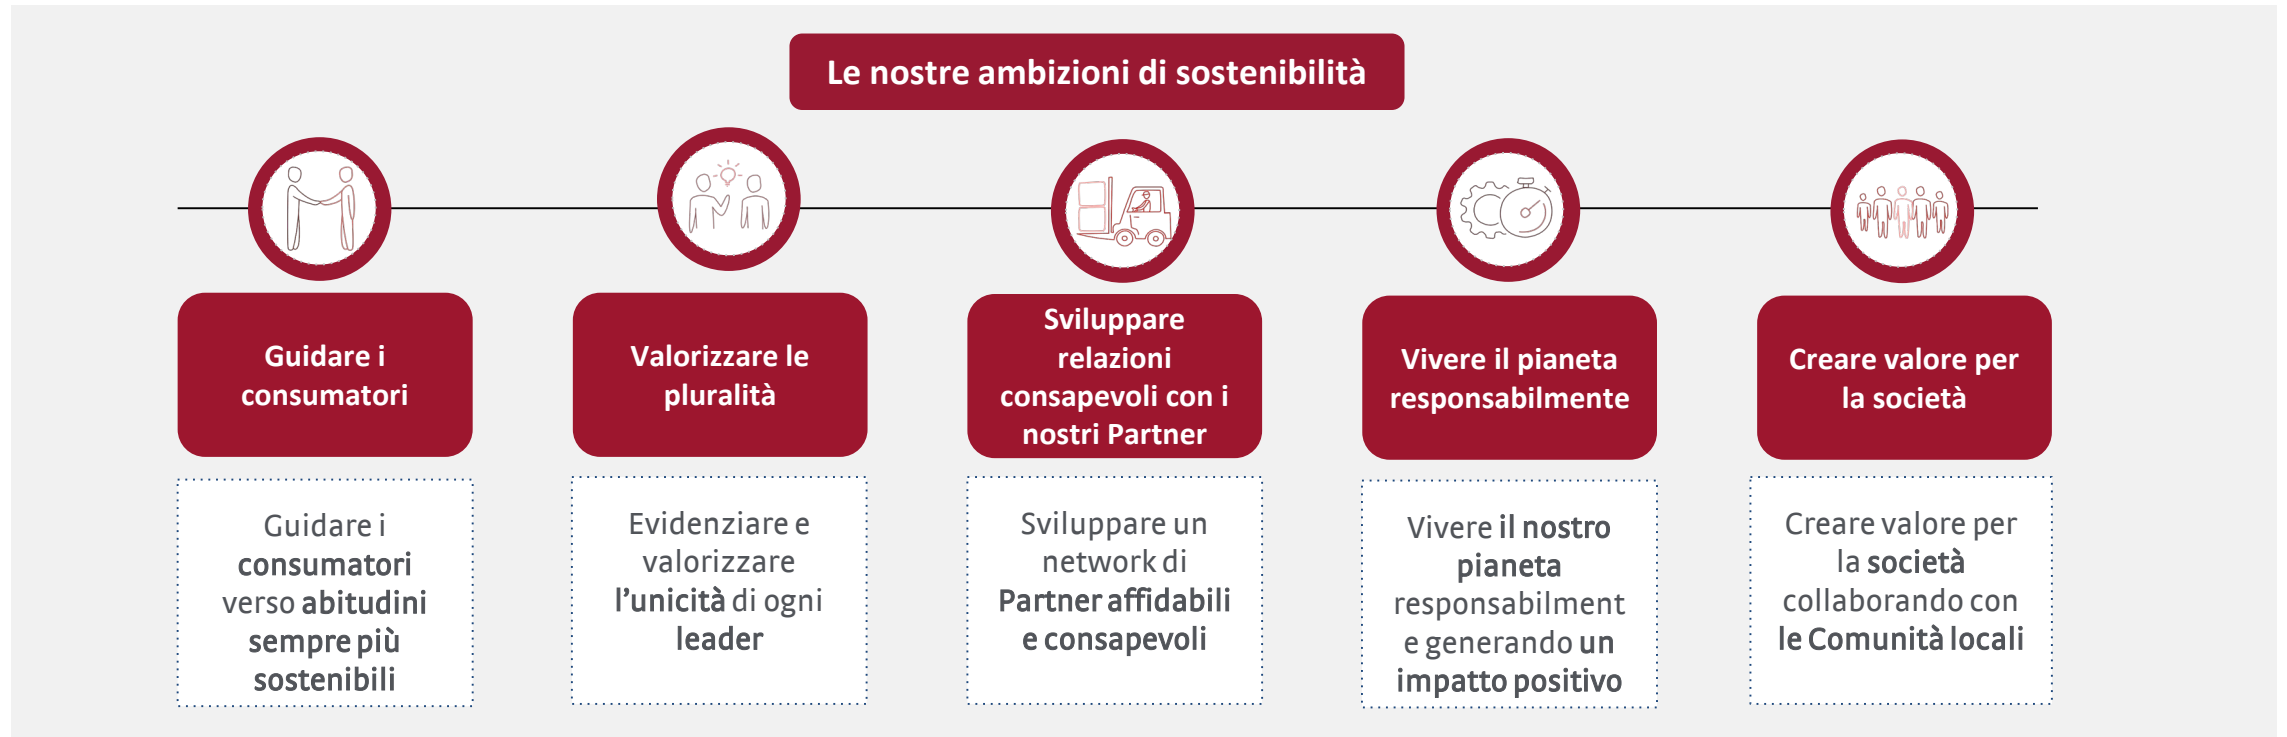 Le nostre ambizioni di sostenibilità
Guidare i
consumatori
Guidare i
consumatori
verso abitudini
sempre più
sostenibili
Valorizzare le
pluralità
Evidenziare e
valorizzare
l'unicità di ogni
leader
Sviluppare
relazioni
consapevoli con i
nostri Partner
Sviluppare un
network di
Partner affidabili
e consapevoli
Vivere il pianeta
responsabilmente
Vivere il nostro
pianeta
responsabilment
e generando un
impatto positivo
Creare valore per
la società
Creare valore per
la società
collaborando con
le Comunità locali